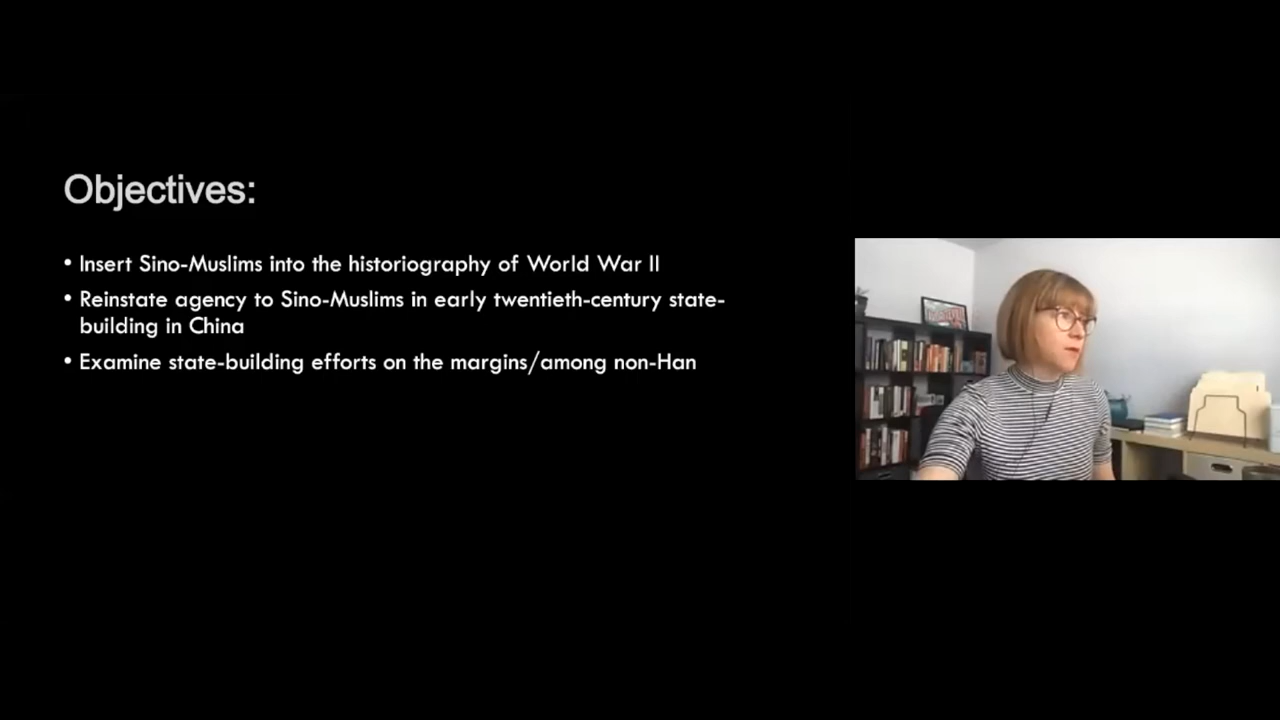 Objectives:
• Insert Sino-Muslims into the historiography of World War II
• Reinstate agency to Sino-Muslims in early twentieth-century state-
building in China
• Examine state-building efforts on the margins/among non-Han